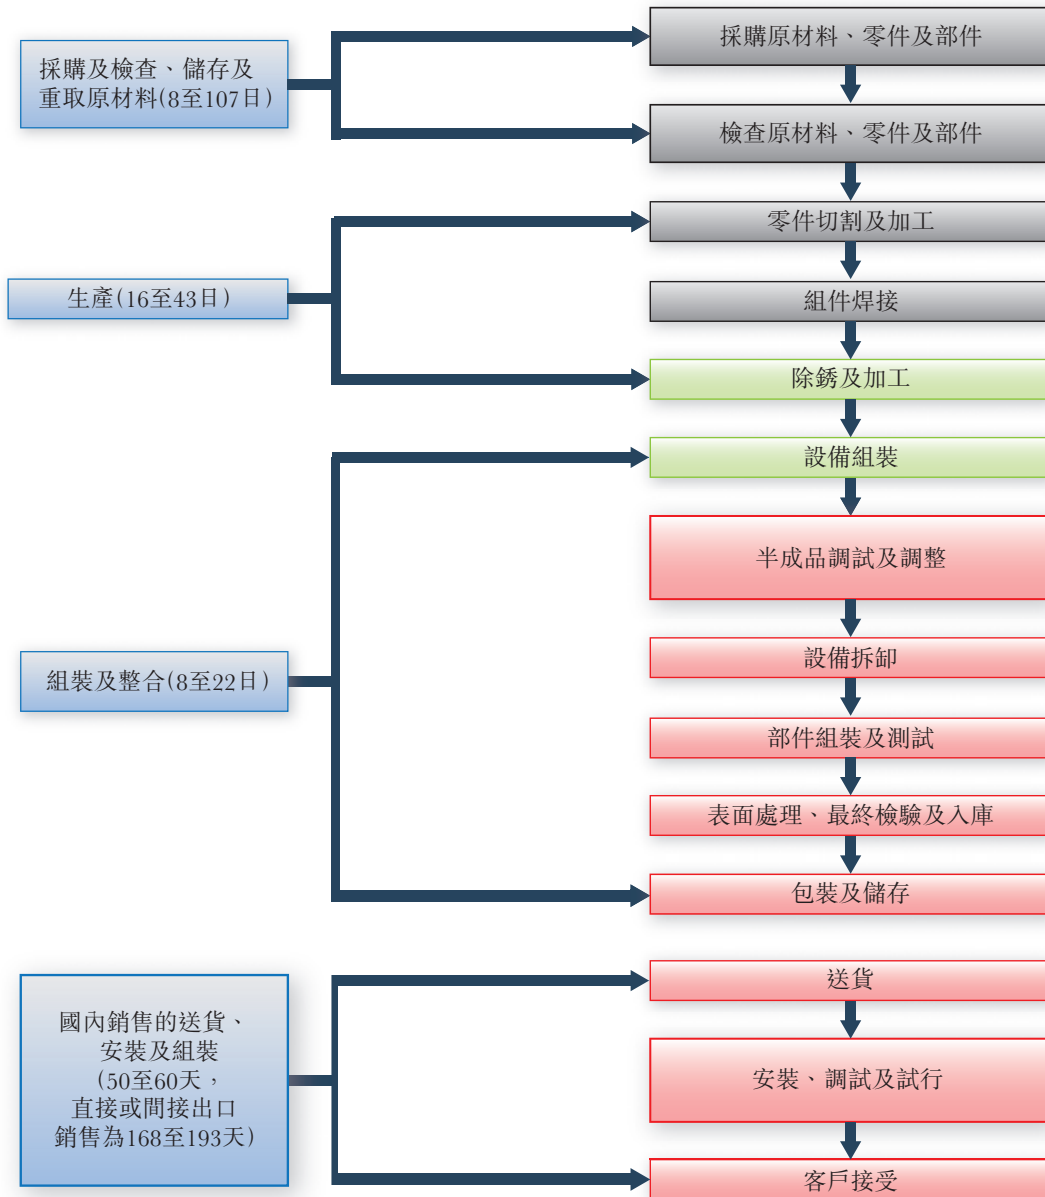 採購及檢查、儲存及
重取原材料(8至107日)
採購原材料、零件及部件
檢查原材料、零件及部件
生產(16至43日)
零件切割及加工
組件焊接
除銹及加工
組裝及整合(8至22日)
設備組裝
半成品調試及調整
設備拆卸
部件組裝及測試
表面處理、最終檢驗及入庫
包裝及儲存
國內銷售的送貨、
安裝及組裝
(50至60天，
直接或間接出口
銷售為168至193天)
送貨
安裝、調試及試行
客戶接受